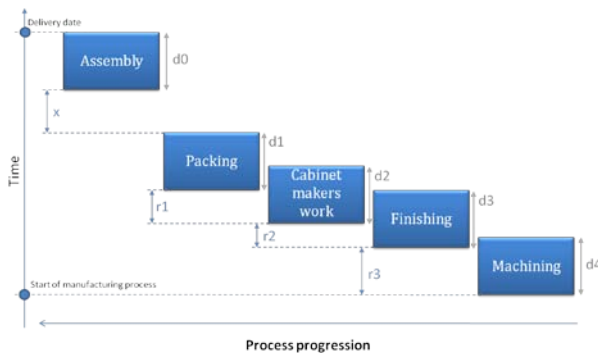 Delivery date
Assembly
d0
x
Time
Packing
d1
Cabinet
makers
work
d2
r1
Finishing
d3
r2
Machining
d4
r3
Start of manufacturing process
Process progression